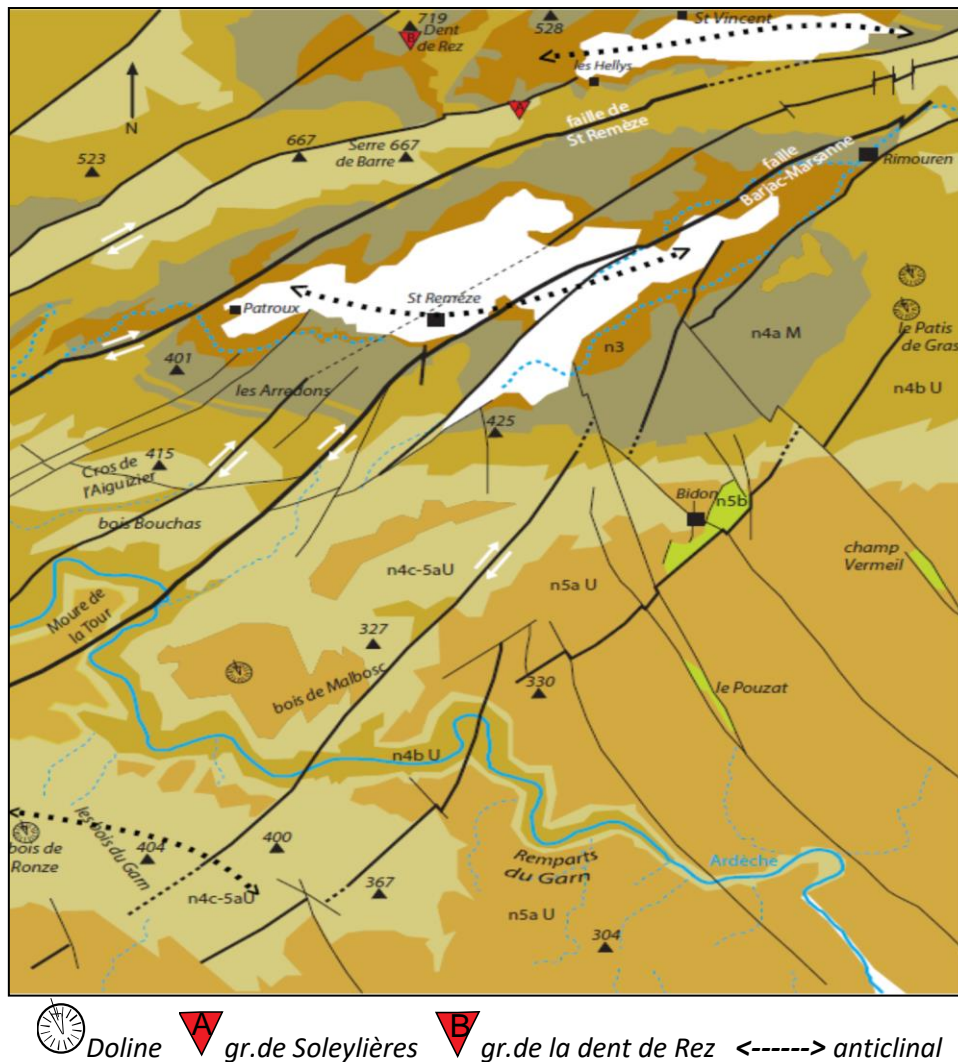 719
528
St Vincent
B
Dent
de Rez
les Hellys
N
A
faille de
St Remèze
667
Serre 667
de Barre
523
faille
Barjac-Marsanne
Rimouren
St Remèze
Patroux
le Patis
de Gras
n3
n4a M
401
n4b U
les Arredons
425
415
Cros de
l'Aiguizier
Bidon
n5b
bois Bouchas
champ
Vermeil
n4c-5aU
n5a U
Moure de
la Tour
327
bois de Malbosc
330
le Pouzat
n4b U
les bois du Garn
bois de
Ronze
404
400
Remparts
du Garn
Ardèche
367
n4c-5aU
n5a U
304
Doline A gr.de Soleylières B gr.de la dent de Rez <------> anticlinal